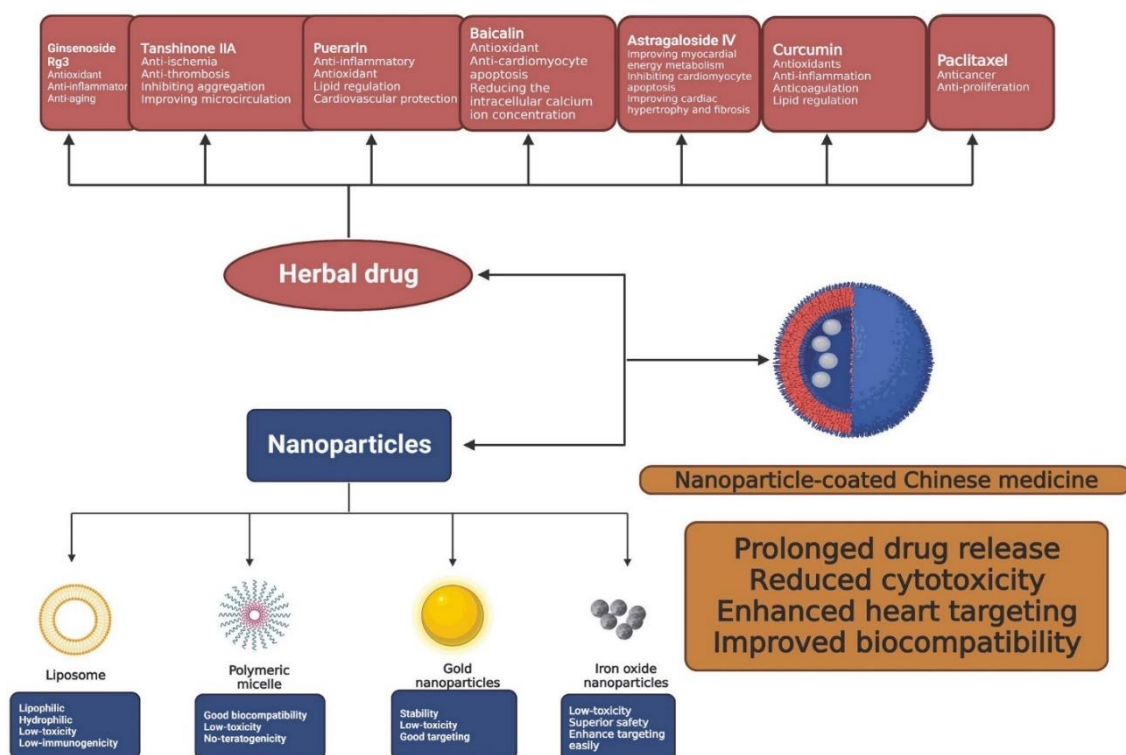 Ginsenoside
Rg3
Antioxidant
Anti-inflammator
Anti-aging
Tanshinone IIA
Anti-ischemia
Anti-thrombosis
Inhibiting aggregation
Improving microcirculation
Puerarin
Anti-inflammatory
Antioxidant
Lipid regulation
Cardiovascular protection
Baicalin
Antioxidant
Anti-cardiomyocyte
apoptosis
Reducing the
intracellular calcium
ion concentration
Astragaloside IV
Improving myocardial
energy metabolism
Inhibiting cardiomyocyte
apoptosis
Improving cardiac
hypertrophy and fibrosis
Curcumin
Antioxidants
Anti-inflammation
Anticoagulation
Lipid regulation
Paclitaxel
Anticancer
Anti-proliferation
Herbal drug
Nanoparticles
Nanoparticle-coated Chinese medicine
Prolonged drug release
Reduced cytotoxicity
Enhanced heart targeting
Improved biocompatibility
Liposome
Lipophilic
Hydrophilic
Low-toxicity
Low-immunogenicity
Polymeric
micelle
Good biocompatibility
Low-toxicity
No-teratogenicity
Gold
nanoparticles
Stability
Low-toxicity
Good targeting
Iron oxide
nanoparticles
Low-toxicity
Superior safety
Enhance targeting
easily